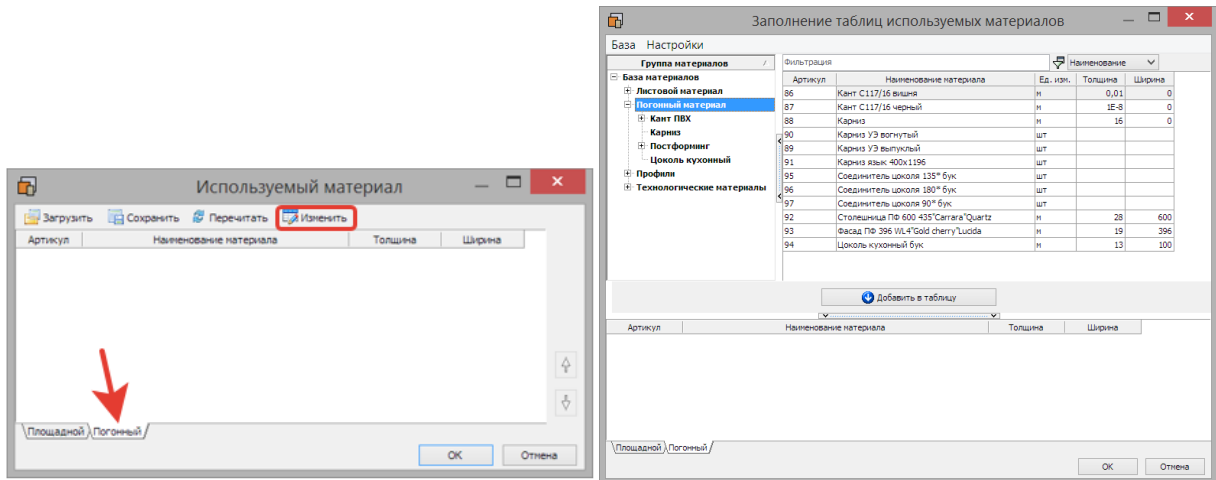 Используемый материал
Загрузить Сохранить Перечитать Изменить
Артикул Наименование материала Толщина Ширина
Площадной Погонный
ОК Отмена
Заполнение таблиц используемых материалов
База Настройки
Группа материалов /
База материалов
Листовой материал
Погонный материал
Кант ПВХ
Карниз
Постформинг
Цоколь кухонный
Профили
Технологические материалы
Фильтрация Наименование
Артикул Наименование материала Ед. изм. Толщина Ширина
86 Кант С117/16 вишня м 0,01 0
87 Кант С117/16 черный м 1E-8 0
88 Карниз м 16 0
90 Карниз УЭ вогнутый шт
89 Карниз УЭ выпуклый шт
91 Карниз язык 400х1196 шт
95 Соединитель цоколя 135* бук шт
96 Соединитель цоколя 180* бук шт
97 Соединитель цоколя 90* бук шт
92 Столешница ПФ 600 435"Carrara"Quartz м 28 600
93 Фасад ПФ 396 WL4"Gold cherry"Lucida м 19 396
94 Цоколь кухонный бук м 13 100
Добавить в таблицу
Артикул Наименование материала Толщина Ширина
Площадной Погонный
ОК Отмена